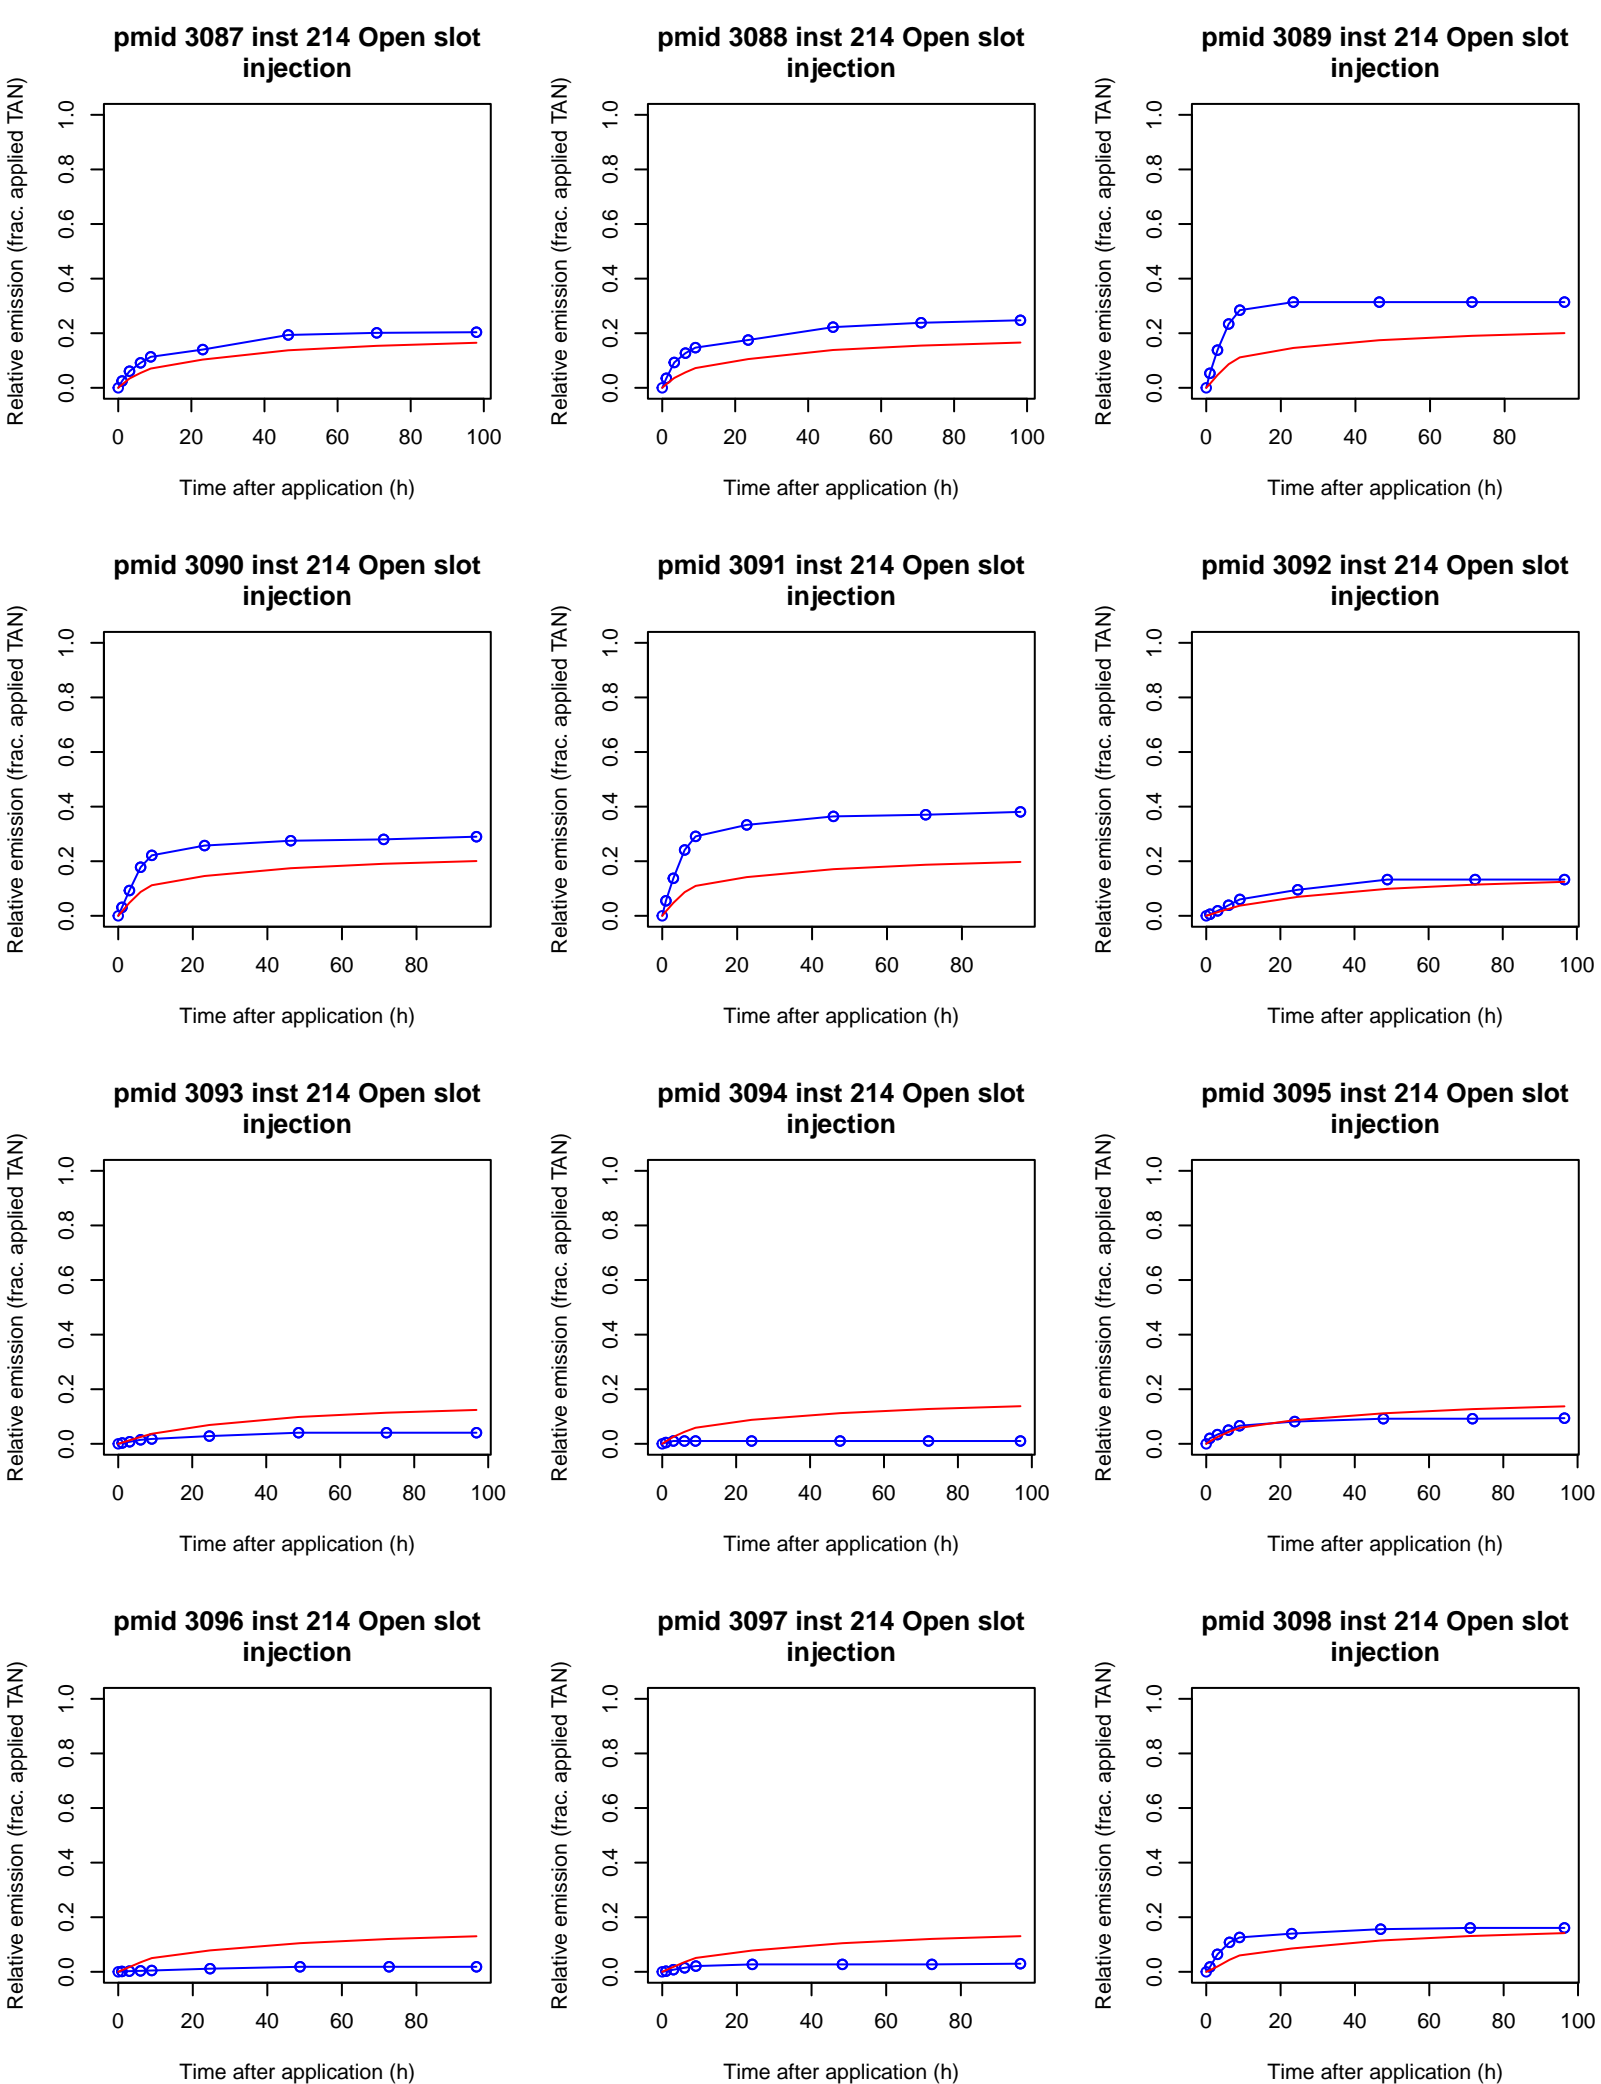 pmid 3087 inst 214 Open slot
injection
Relative emission (frac. applied TAN)
1.0
0.8
0.6
0.4
0.2
0.0
0 20 40 60 80 100
Time after application (h)
pmid 3088 inst 214 Open slot
injection
Relative emission (frac. applied TAN)
1.0
0.8
0.6
0.4
0.2
0.0
0 20 40 60 80 100
Time after application (h)
pmid 3089 inst 214 Open slot
injection
Relative emission (frac. applied TAN)
1.0
0.8
0.6
0.4
0.2
0.0
0 20 40 60 80
Time after application (h)
pmid 3090 inst 214 Open slot
injection
Relative emission (frac. applied TAN)
1.0
0.8
0.6
0.4
0.2
0.0
0 20 40 60 80
Time after application (h)
pmid 3091 inst 214 Open slot
injection
Relative emission (frac. applied TAN)
1.0
0.8
0.6
0.4
0.2
0.0
0 20 40 60 80
Time after application (h)
pmid 3092 inst 214 Open slot
injection
Relative emission (frac. applied TAN)
1.0
0.8
0.6
0.4
0.2
0.0
0 20 40 60 80 100
Time after application (h)
pmid 3093 inst 214 Open slot
injection
Relative emission (frac. applied TAN)
1.0
0.8
0.6
0.4
0.2
0.0
0 20 40 60 80 100
Time after application (h)
pmid 3094 inst 214 Open slot
injection
Relative emission (frac. applied TAN)
1.0
0.8
0.6
0.4
0.2
0.0
0 20 40 60 80 100
Time after application (h)
pmid 3095 inst 214 Open slot
injection
Relative emission (frac. applied TAN)
1.0
0.8
0.6
0.4
0.2
0.0
0 20 40 60 80 100
Time after application (h)
pmid 3096 inst 214 Open slot
injection
Relative emission (frac. applied TAN)
1.0
0.8
0.6
0.4
0.2
0.0
0 20 40 60 80
Time after application (h)
pmid 3097 inst 214 Open slot
injection
Relative emission (frac. applied TAN)
1.0
0.8
0.6
0.4
0.2
0.0
0 20 40 60 80
Time after application (h)
pmid 3098 inst 214 Open slot
injection
Relative emission (frac. applied TAN)
1.0
0.8
0.6
0.4
0.2
0.0
0 20 40 60 80 100
Time after application (h)